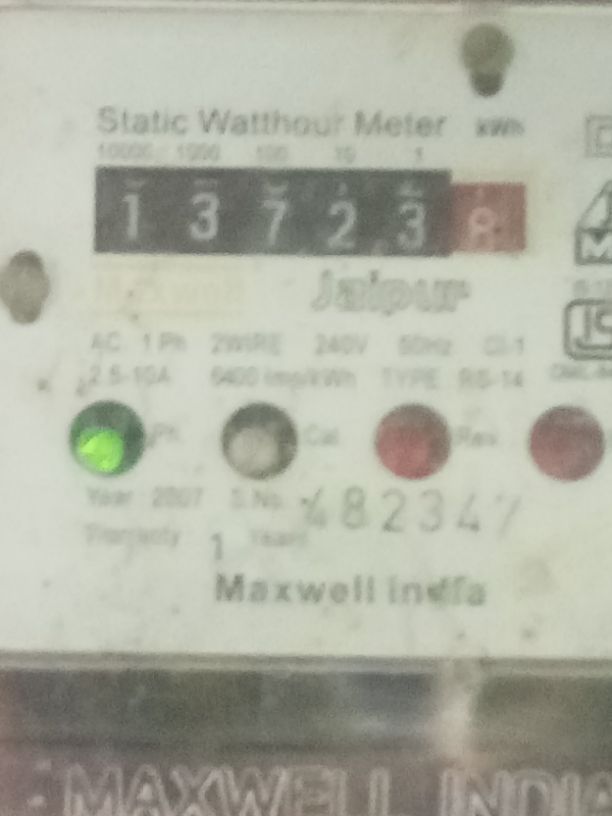 Static Watthour Meter kWh
10000 1000 100 10 1
1 3 7 2 3 8
Jaipur
AC 1 Ph 2WIRE 240V 50Hz Cl-1
2.5-10A 6400 imp/kWh TYPE RS-14
Ph Cal Rev
Year 2007 S.No. 482347
Warranty 1 Year
Maxwell India
MAXWELL INDIA